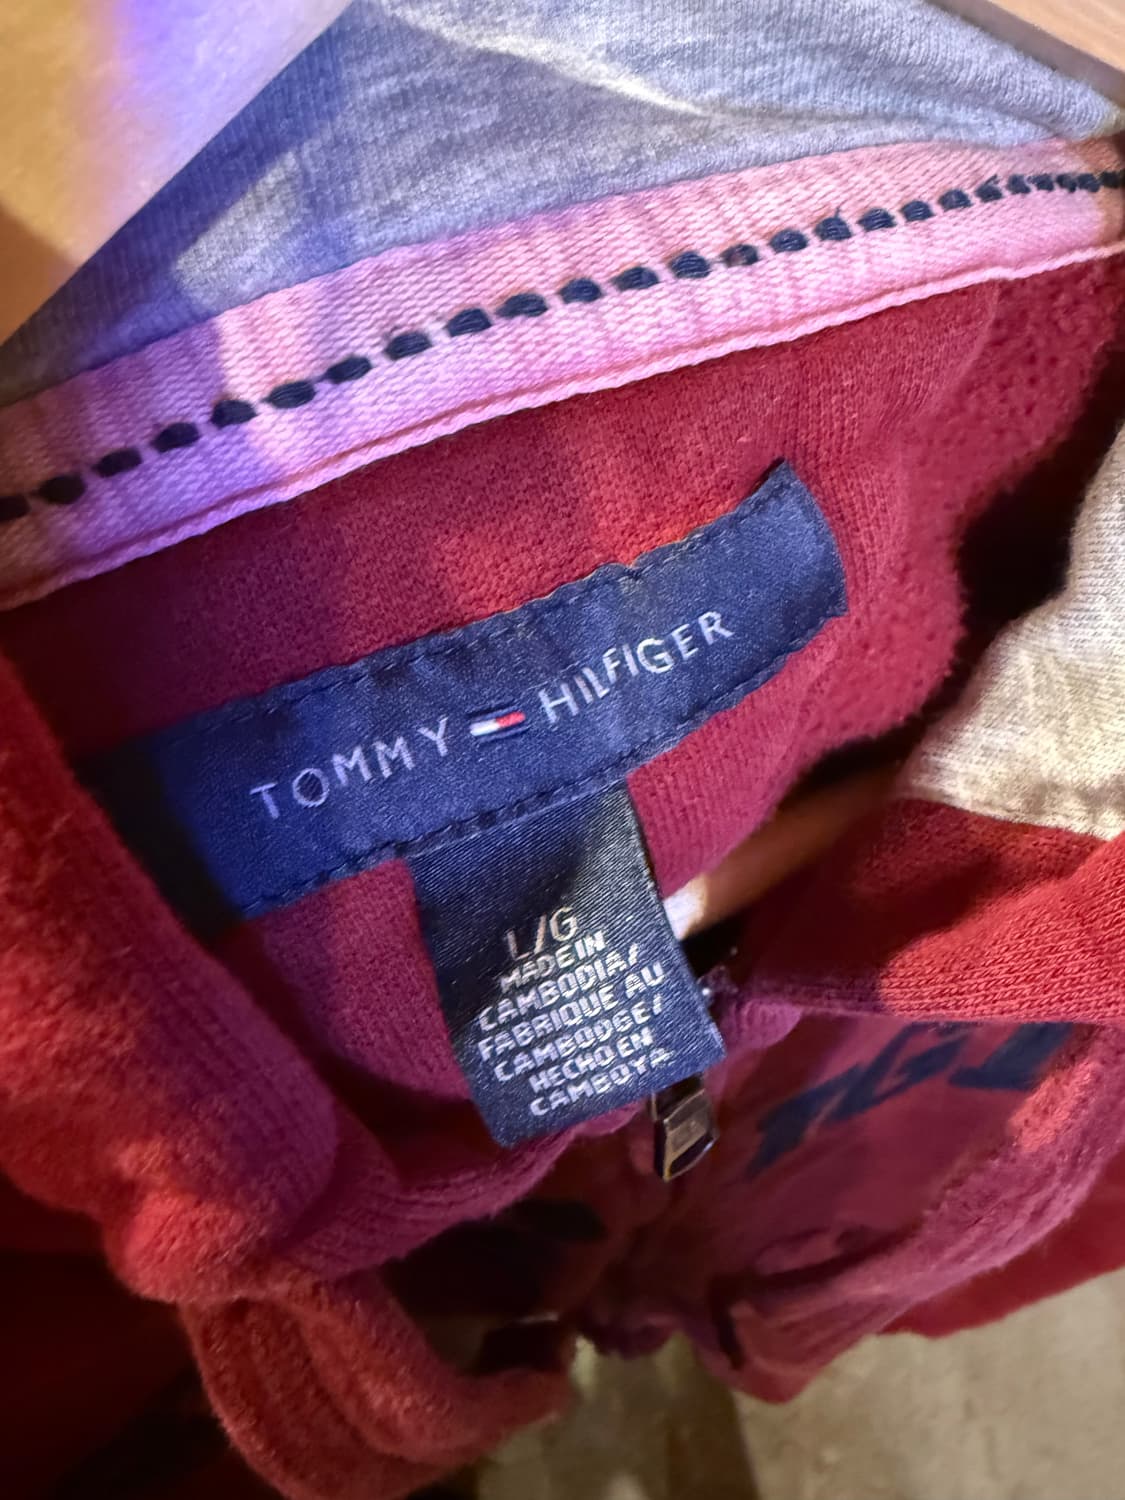 TOMMY HILFIGER
L/G
MADE IN
CAMBODIA/
FABRIQUE AU
CAMBODGE/
HECHO EN
CAMBOYA